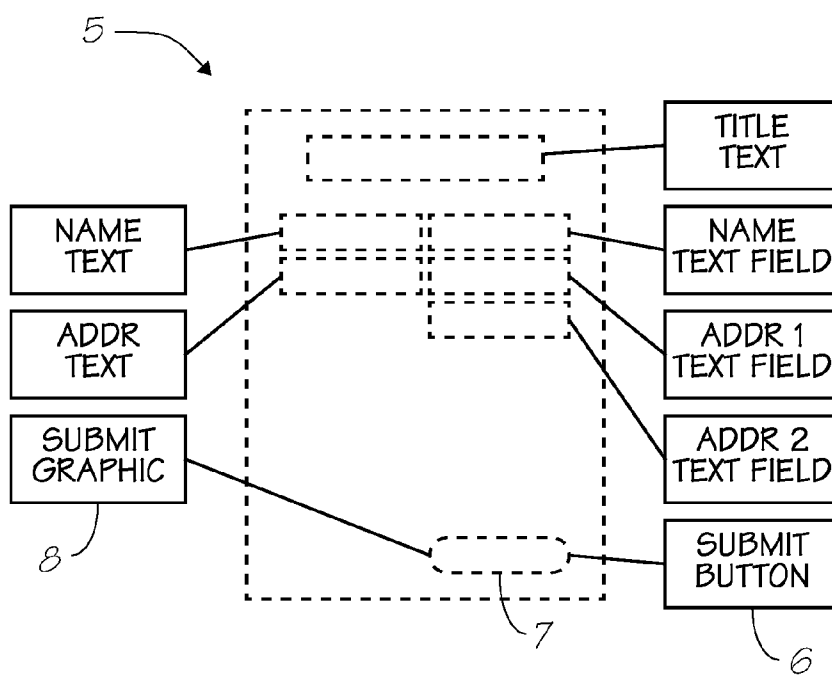 5
TITLE
TEXT
NAME
TEXT
NAME
TEXT FIELD
ADDR
TEXT
ADDR 1
TEXT FIELD
SUBMIT
GRAPHIC
ADDR 2
TEXT FIELD
SUBMIT
BUTTON
8
7
6